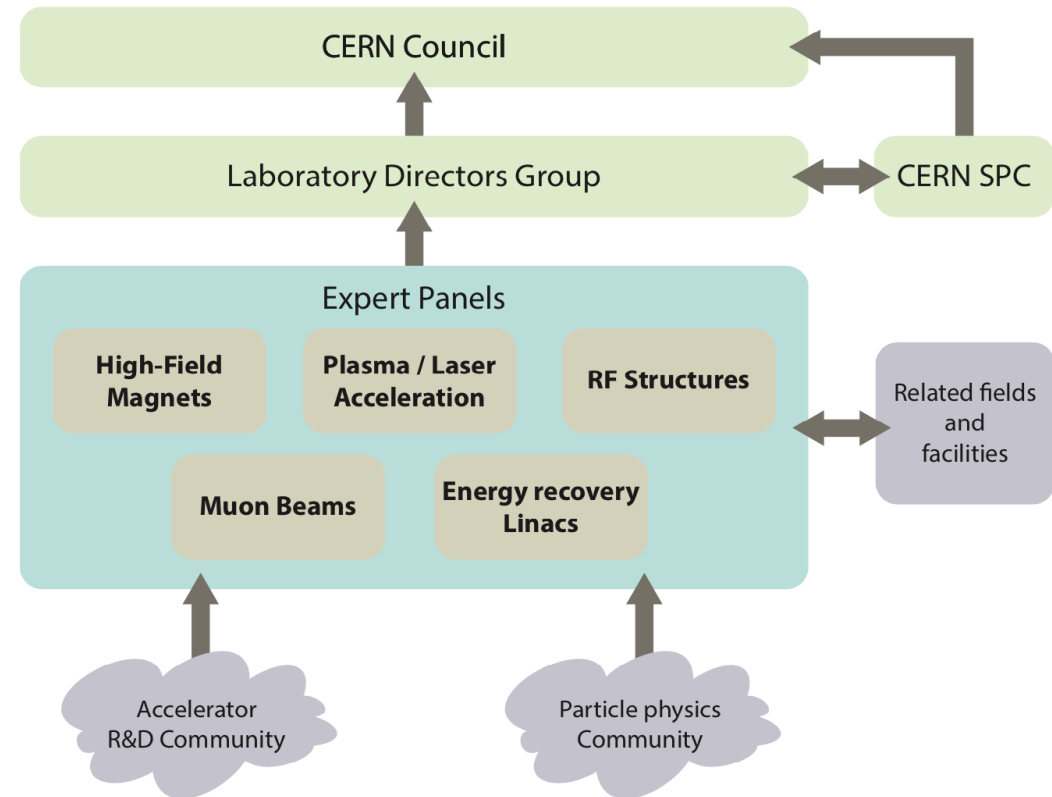 CERN Council
Laboratory Directors Group
CERN SPC
Expert Panels
High-Field
Magnets
Plasma / Laser
Acceleration
RF Structures
Muon Beams
Energy recovery
Linacs
Related fields
and
facilities
Accelerator
R&D Community
Particle physics
Community